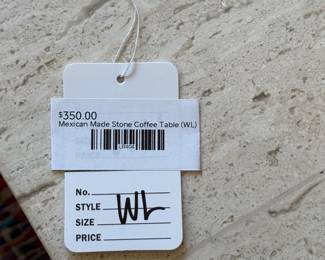 $350.00
Mexican Made Stone Coffee Table (WL)
No.
STYLE
SIZE WL
PRICE